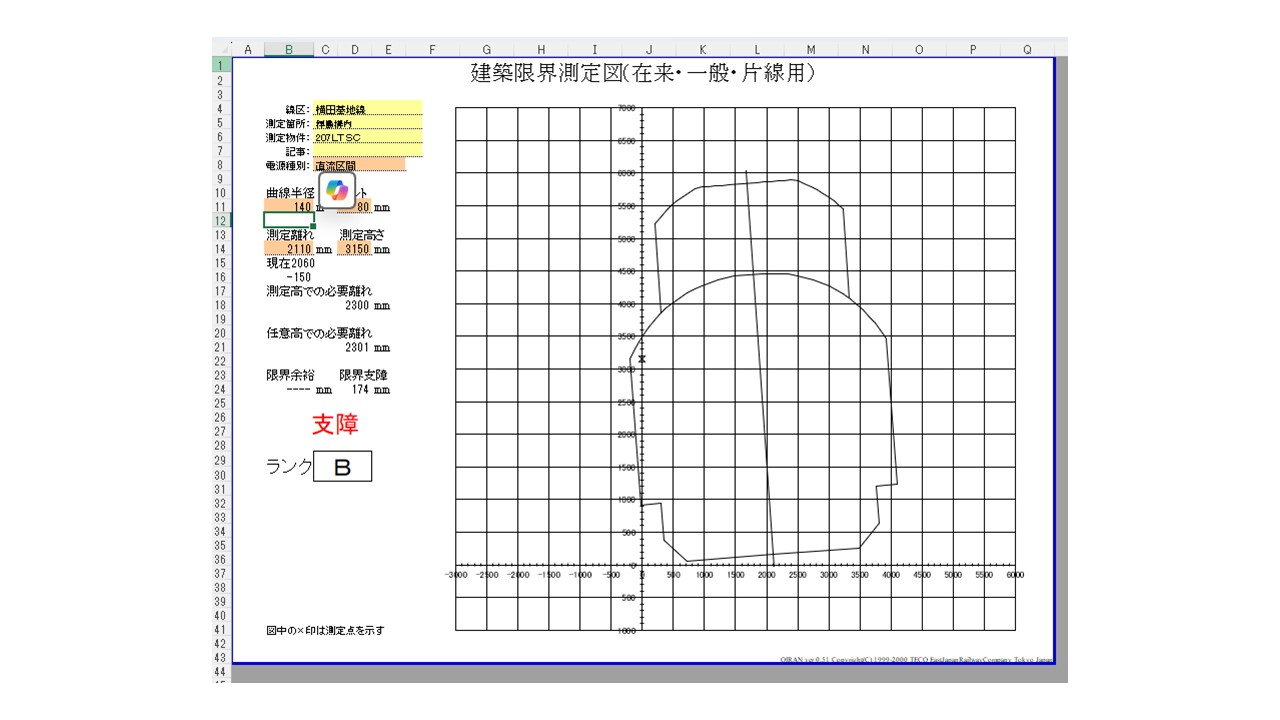 A B C D E F G H I J K L M N O P Q
1
建築限界測定図(在来・一般・片線用)
2
3
4 線区: 横田基地線
5 測定箇所: 拝島構内
6 測定物件: 207LTSC
7 記事:
8 電源種別: 直流区間
9
10 曲線半径 ント
11 140 m 80 mm
12
13 測定離れ 測定高さ
14 2110 mm 3150 mm
15 現在2060
16 -150
17 測定高での必要離れ
18 2300 mm
19
20 任意高での必要離れ
21 2301 mm
22
23 限界余裕 限界支障
24 ---- mm 174 mm
25
26
支障
27
28
29
ランク B
30
31
32
33
34
35
36
37
38
39
40
41 図中の×印は測定点を示す
42
43
44
7000
6500
6000
5500
5000
4500
4000
3500
3000
2500
2000
1500
1000
500
0
-3000 -2500 -2000 -1500 -1000 -500 0 500 1000 1500 2000 2500 3000 3500 4000 4500 5000 5500 6000
500
1000
OIRAN ver 0.51 Copyright(C) 1999-2000 TECO EastJapanRailwayCompany Tokyo Japan